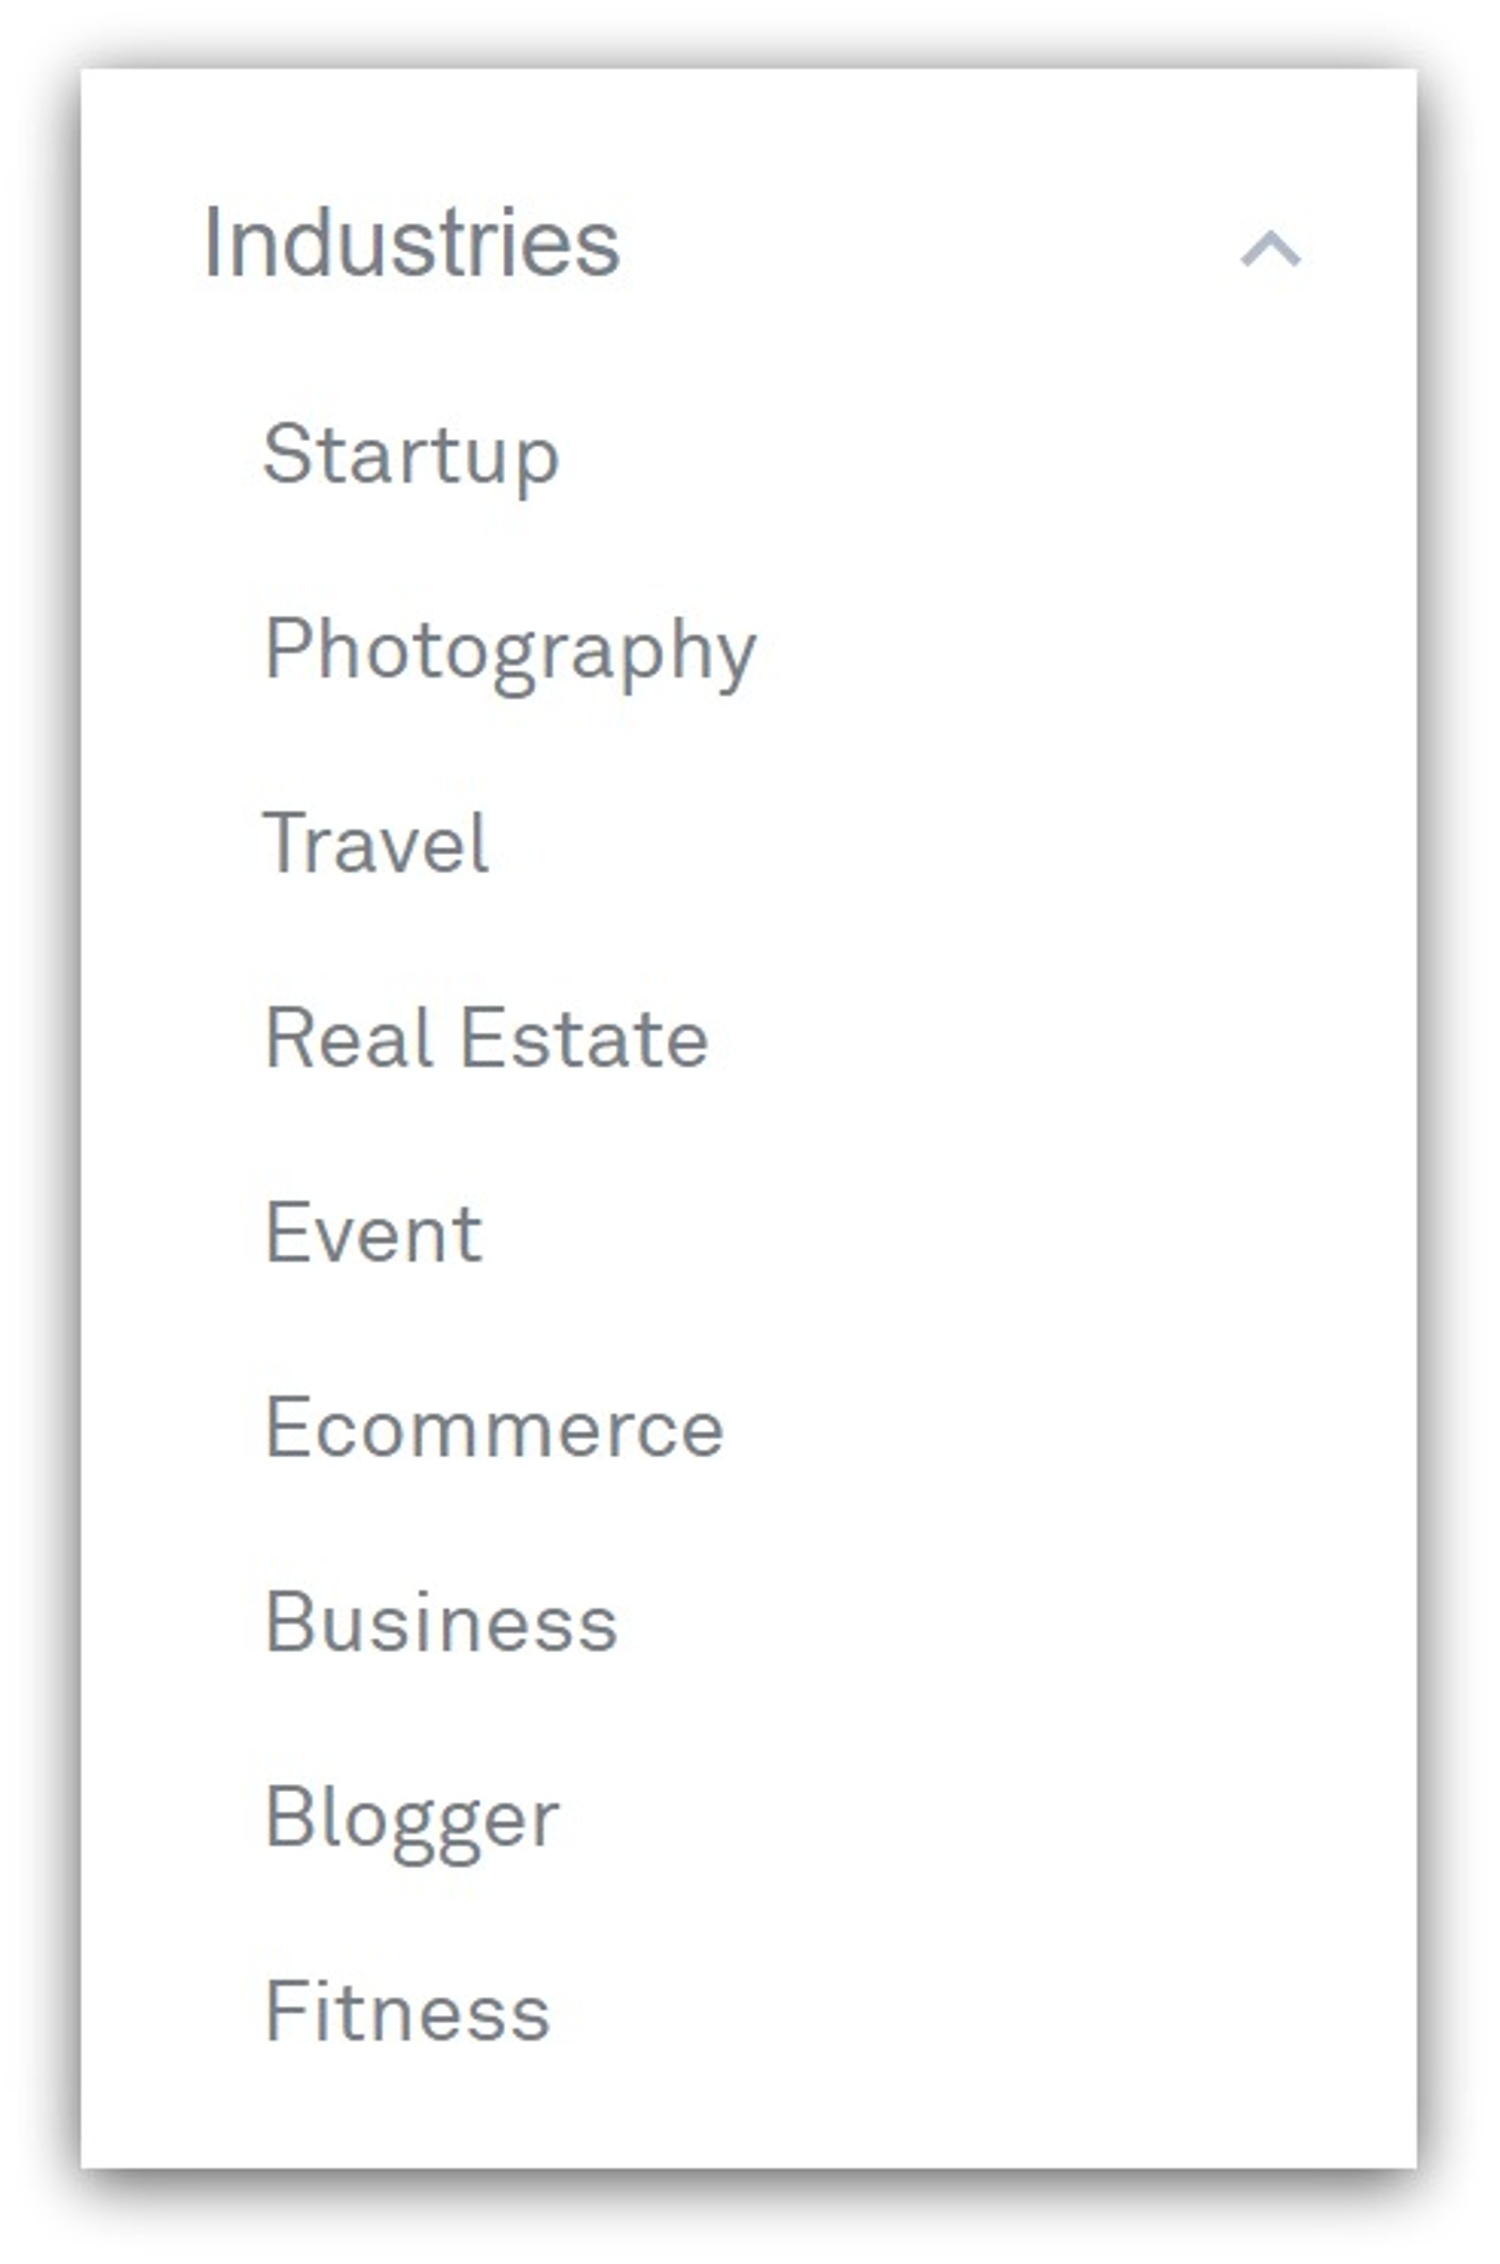 Industries
Startup
Photography
Travel
Real Estate
Event
Ecommerce
Business
Blogger
Fitness